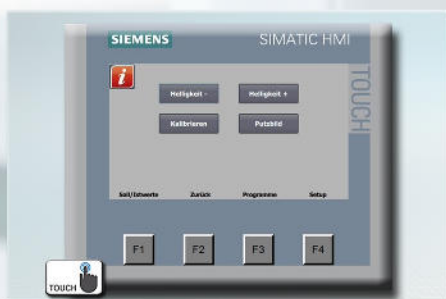 SIEMENS SIMATIC HMI
TOUCH
i
Helligkeit - Helligkeit +
Kalibrieren Putzbild
Soll/Istwerte Zurück Programme Setup
F1 F2 F3 F4
TOUCH